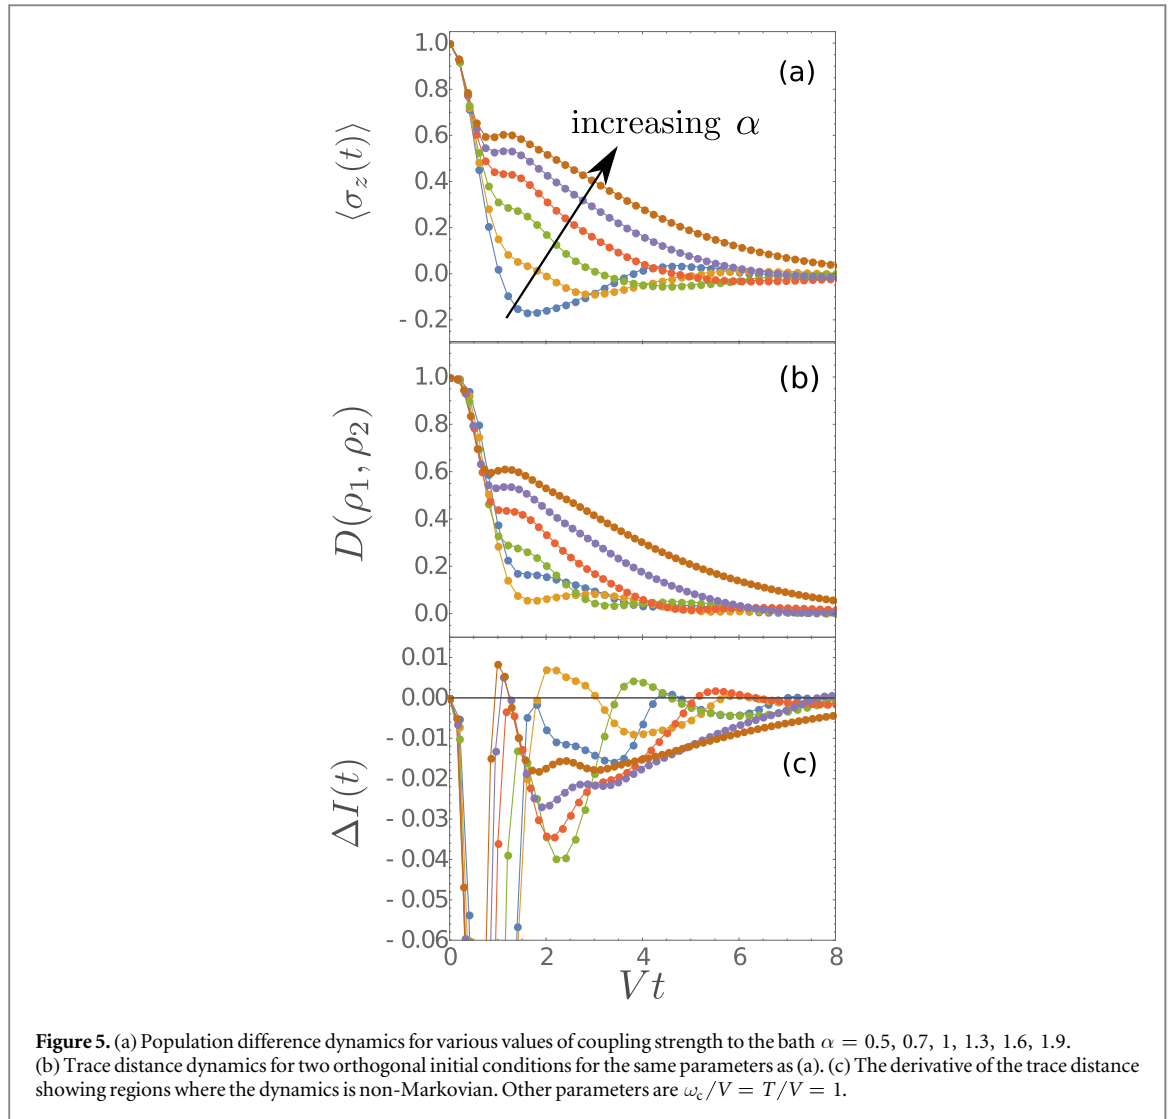 1.0
(a)
0.8
increasing α
0.6
⟨σ_z(t)⟩
0.4
0.2
0.0
- 0.2
1.0
(b)
0.8
D(ρ₁, ρ₂)
0.6
0.4
0.2
0.0
0.01
0.00
- 0.01
(c)
- 0.02
ΔI(t)
- 0.03
- 0.04
- 0.05
- 0.06
0 2 4 6 8
Vt
Figure 5. (a) Population difference dynamics for various values of coupling strength to the bath α = 0.5, 0.7, 1, 1.3, 1.6, 1.9.
(b) Trace distance dynamics for two orthogonal initial conditions for the same parameters as (a). (c) The derivative of the trace distance
showing regions where the dynamics is non-Markovian. Other parameters are ω_c/V = T/V = 1.